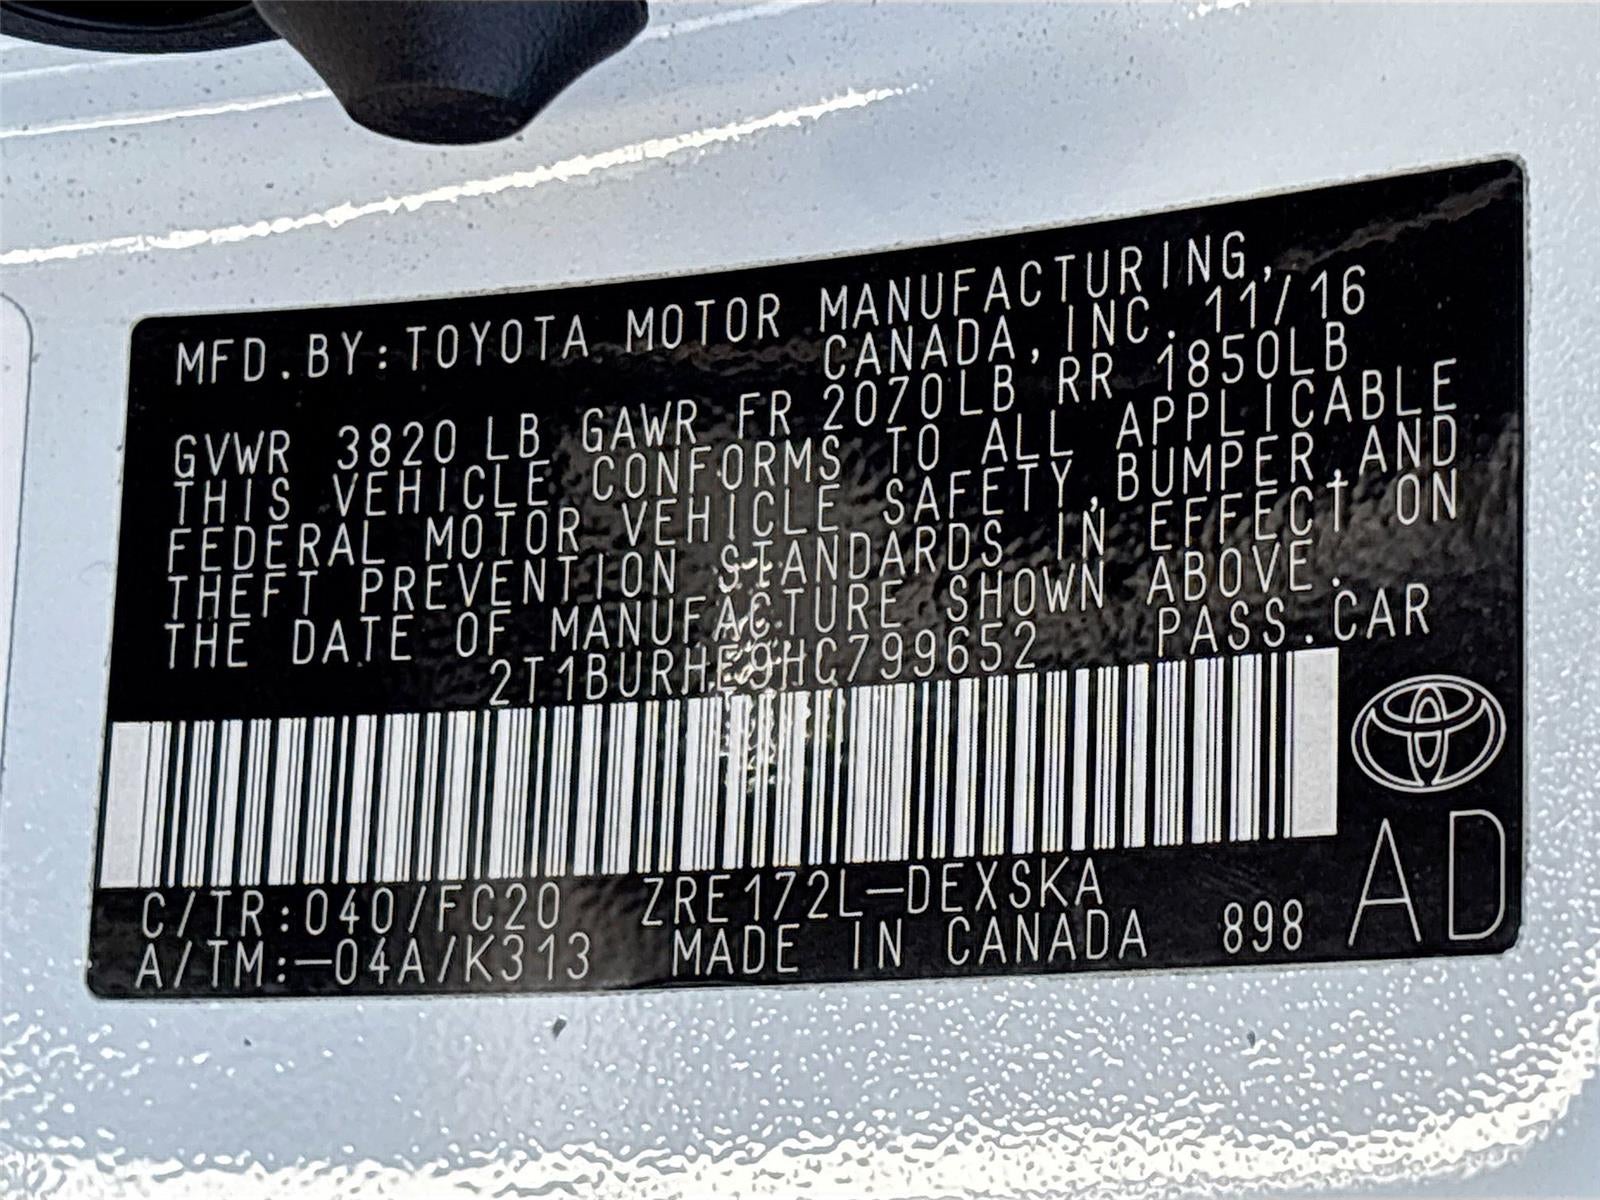 MFD.BY:TOYOTA MOTOR MANUFACTURING,
CANADA,INC. 11/16
GVWR 3820 LB GAWR FR 2070LB RR 1850LB
THIS VEHICLE CONFORMS TO ALL APPLICABLE
FEDERAL MOTOR VEHICLE SAFETY,BUMPER,AND
THEFT PREVENTION STANDARDS IN EFFECT ON
THE DATE OF MANUFACTURE SHOWN ABOVE.
2T1BURHE9HC799652 PASS.CAR
C/TR:040/FC20 ZRE172L-DEXSKA
A/TM:-04A/K313 MADE IN CANADA 898 AD